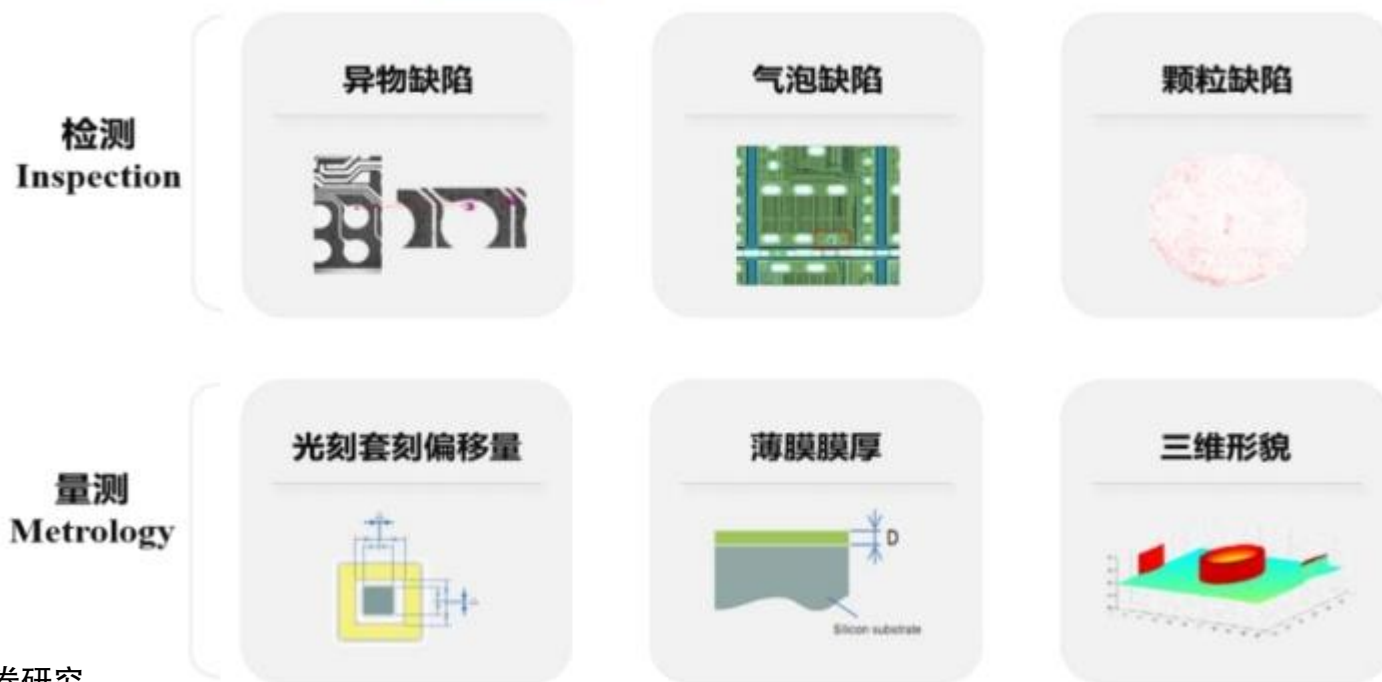 异物缺陷
气泡缺陷
颗粒缺陷
检测
Inspection
光刻套刻偏移量
薄膜膜厚
三维形貌
量测
Metrology
D
Silicon substrate